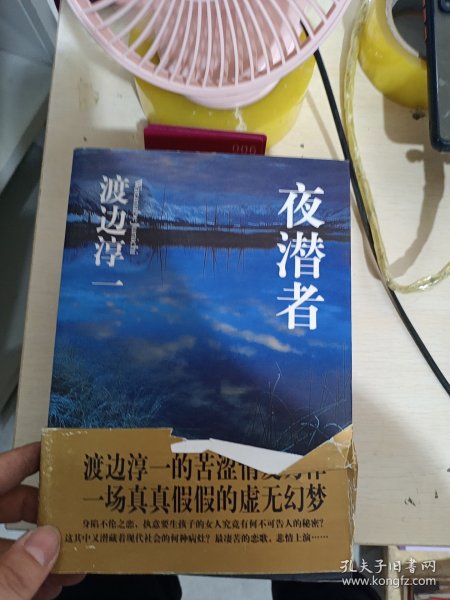 夜潜者
渡边淳一
Watanabe Junichi
渡边淳一的苦涩情
一场真真假假的虚无幻梦
身陷不伦之恋，执意要生孩子的女人究竟有何不可告人的秘密？
这其中又潜藏着现代社会的何种病灶？最凄苦的恋歌，悲情上演……
006
孔夫子旧书网
www.kongfz.com